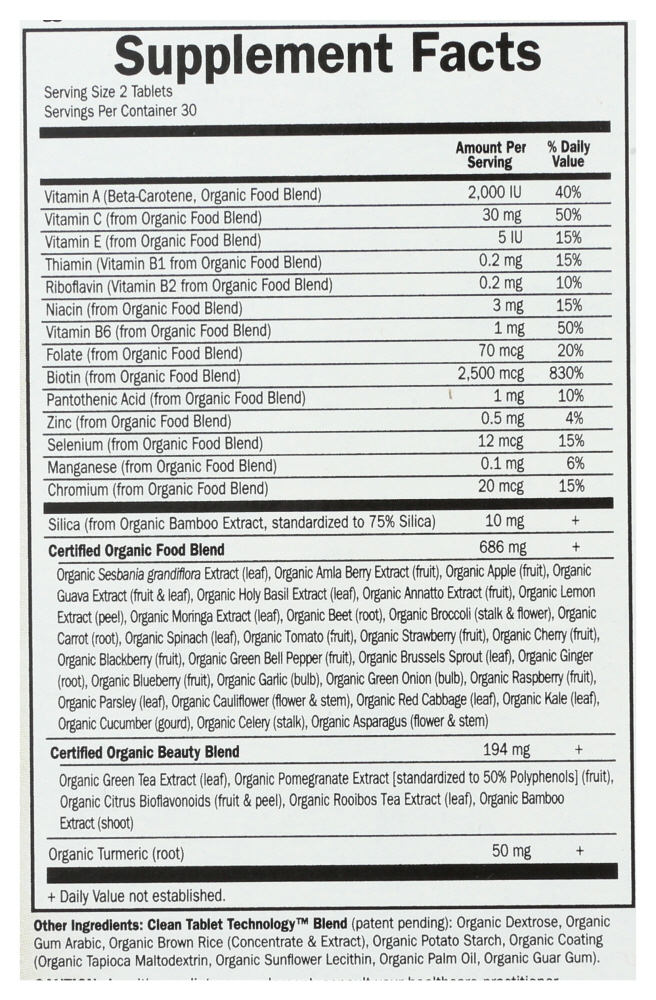 Supplement Facts
Serving Size 2 Tablets
Servings Per Container 30
Amount Per Serving % Daily Value
Vitamin A (Beta-Carotene, Organic Food Blend) 2,000 IU 40%
Vitamin C (from Organic Food Blend) 30 mg 50%
Vitamin E (from Organic Food Blend) 5 IU 15%
Thiamin (Vitamin B1 from Organic Food Blend) 0.2 mg 15%
Riboflavin (Vitamin B2 from Organic Food Blend) 0.2 mg 10%
Niacin (from Organic Food Blend) 3 mg 15%
Vitamin B6 (from Organic Food Blend) 1 mg 50%
Folate (from Organic Food Blend) 70 mcg 20%
Biotin (from Organic Food Blend) 2,500 mcg 830%
Pantothenic Acid (from Organic Food Blend) 1 mg 10%
Zinc (from Organic Food Blend) 0.5 mg 4%
Selenium (from Organic Food Blend) 12 mcg 15%
Manganese (from Organic Food Blend) 0.1 mg 6%
Chromium (from Organic Food Blend) 20 mcg 15%
Silica (from Organic Bamboo Extract, standardized to 75% Silica) 10 mg +
Certified Organic Food Blend 686 mg +
Organic Sesbania grandiflora Extract (leaf), Organic Amla Berry Extract (fruit), Organic Apple (fruit), Organic
Guava Extract (fruit & leaf), Organic Holy Basil Extract (leaf), Organic Annatto Extract (fruit), Organic Lemon
Extract (peel), Organic Moringa Extract (leaf), Organic Beet (root), Organic Broccoli (stalk & flower), Organic
Carrot (root), Organic Spinach (leaf), Organic Tomato (fruit), Organic Strawberry (fruit), Organic Cherry (fruit),
Organic Blackberry (fruit), Organic Green Bell Pepper (fruit), Organic Brussels Sprout (leaf), Organic Ginger
(root), Organic Blueberry (fruit), Organic Garlic (bulb), Organic Green Onion (bulb), Organic Raspberry (fruit),
Organic Parsley (leaf), Organic Cauliflower (flower & stem), Organic Red Cabbage (leaf), Organic Kale (leaf),
Organic Cucumber (gourd), Organic Celery (stalk), Organic Asparagus (flower & stem)
Certified Organic Beauty Blend 194 mg +
Organic Green Tea Extract (leaf), Organic Pomegranate Extract [standardized to 50% Polyphenols] (fruit),
Organic Citrus Bioflavonoids (fruit & peel), Organic Rooibos Tea Extract (leaf), Organic Bamboo
Extract (shoot)
Organic Turmeric (root) 50 mg +
+ Daily Value not established.
Other Ingredients: Clean Tablet Technology™ Blend (patent pending): Organic Dextrose, Organic
Gum Arabic, Organic Brown Rice (Concentrate & Extract), Organic Potato Starch, Organic Coating
(Organic Tapioca Maltodextrin, Organic Sunflower Lecithin, Organic Palm Oil, Organic Guar Gum).